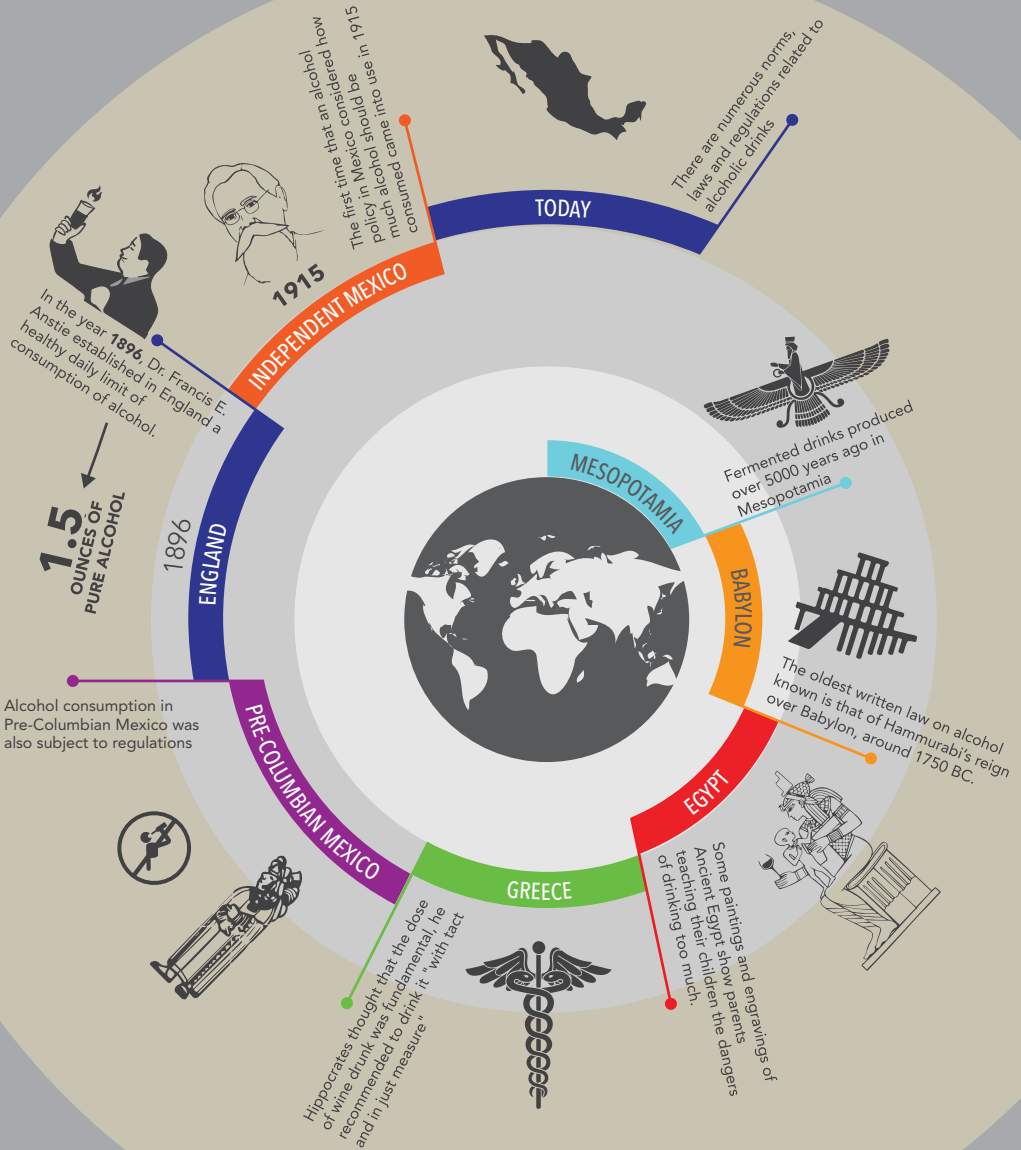 MESOPOTAMIA
Fermented drinks produced
over 5000 years ago in
Mesopotamia
BABYLON
The oldest written law on alcohol
known is that of Hammurabi's reign
over Babylon, around 1750 BC.
EGYPT
Some paintings and engravings of
Ancient Egypt show parents
teaching their children the dangers
of drinking too much.
GREECE
Hippocrates thought that the dose
of wine drunk was fundamental, he
recommended to drink it "with tact
and in just measure"
PRE-COLUMBIAN MEXICO
Alcohol consumption in
Pre-Columbian Mexico was
also subject to regulations
ENGLAND
1896
In the year 1896, Dr. Francis E.
Anstie established in England a
healthy daily limit of
consumption of alcohol.
1.5
OUNCES OF
PURE ALCOHOL
INDEPENDENT MEXICO
1915
The first time that an alcohol
policy in Mexico considered how
much alcohol should be
consumed came into use in 1915
TODAY
There are numerous norms,
laws and regulations related to
alcoholic drinks